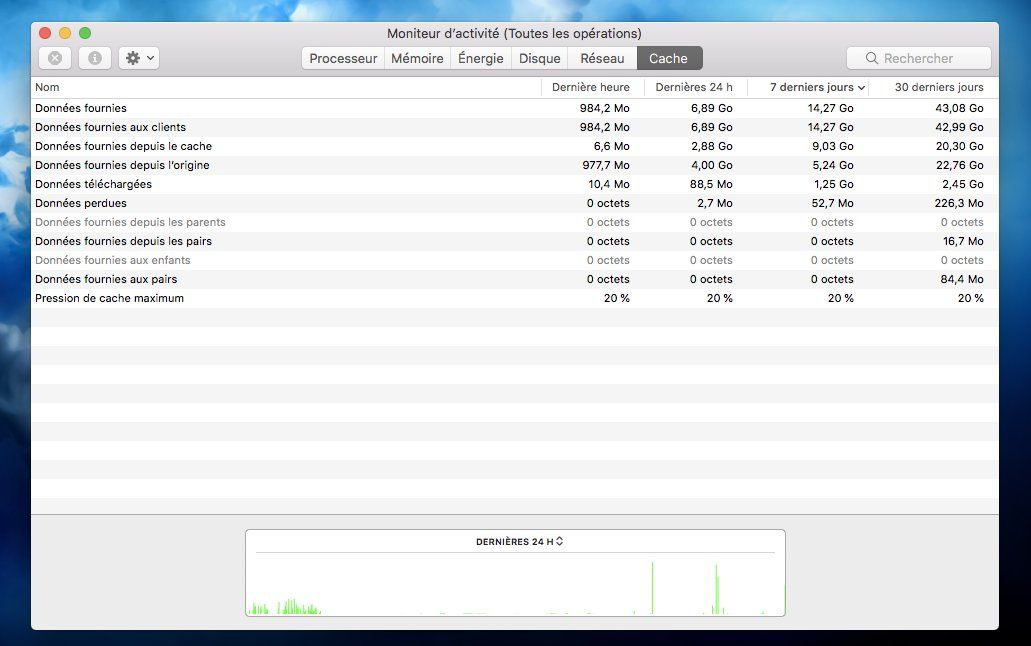 Moniteur d'activité (Toutes les opérations)
Processeur Mémoire Énergie Disque Réseau Cache Rechercher
Nom Dernière heure Dernières 24 h 7 derniers jours 30 derniers jours
Données fournies 984,2 Mo 6,89 Go 14,27 Go 43,08 Go
Données fournies aux clients 984,2 Mo 6,89 Go 14,27 Go 42,99 Go
Données fournies depuis le cache 6,6 Mo 2,88 Go 9,03 Go 20,30 Go
Données fournies depuis l'origine 977,7 Mo 4,00 Go 5,24 Go 22,76 Go
Données téléchargées 10,4 Mo 88,5 Mo 1,25 Go 2,45 Go
Données perdues 0 octets 2,7 Mo 52,7 Mo 226,3 Mo
Données fournies depuis les parents 0 octets 0 octets 0 octets 0 octets
Données fournies depuis les pairs 0 octets 0 octets 0 octets 16,7 Mo
Données fournies aux enfants 0 octets 0 octets 0 octets 0 octets
Données fournies aux pairs 0 octets 0 octets 0 octets 84,4 Mo
Pression de cache maximum 20 % 20 % 20 % 20 %
DERNIÈRES 24 H